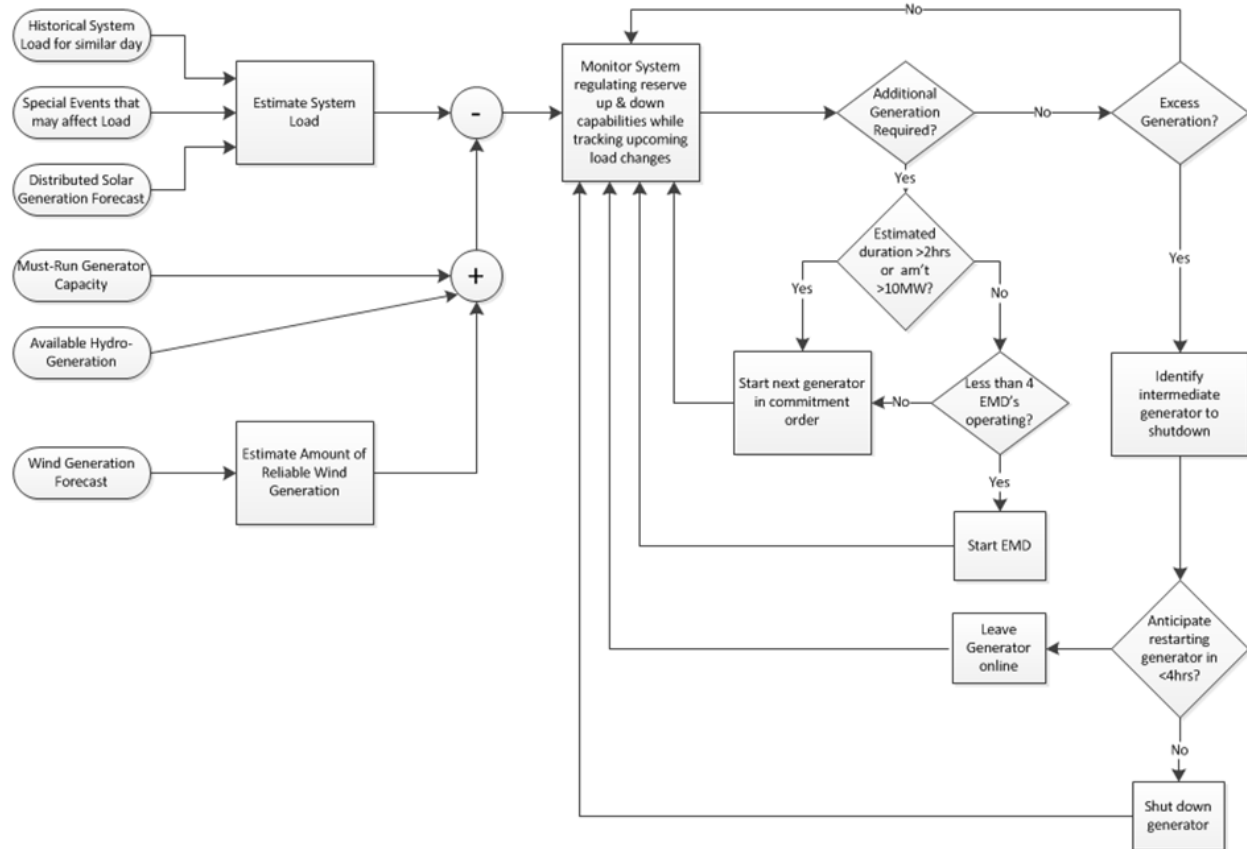 Historical System
Load for similar day
Special Events that
may affect Load
Distributed Solar
Generation Forecast
Must-Run Generator
Capacity
Available Hydro-
Generation
Wind Generation
Forecast
Estimate System
Load
Estimate Amount of
Reliable Wind
Generation
-
+
Monitor System
regulating reserve
up & down
capabilities while
tracking upcoming
load changes
Additional
Generation
Required?
No
Excess
Generation?
No
Yes
Estimated
duration >2hrs
or am't
>10MW?
Yes
No
Start next generator
in commitment
order
No
Less than 4
EMD's
operating?
Yes
Start EMD
Yes
Identify
intermediate
generator to
shutdown
Anticipate
restarting
generator in
<4hrs?
Leave
Generator
online
No
Shut down
generator